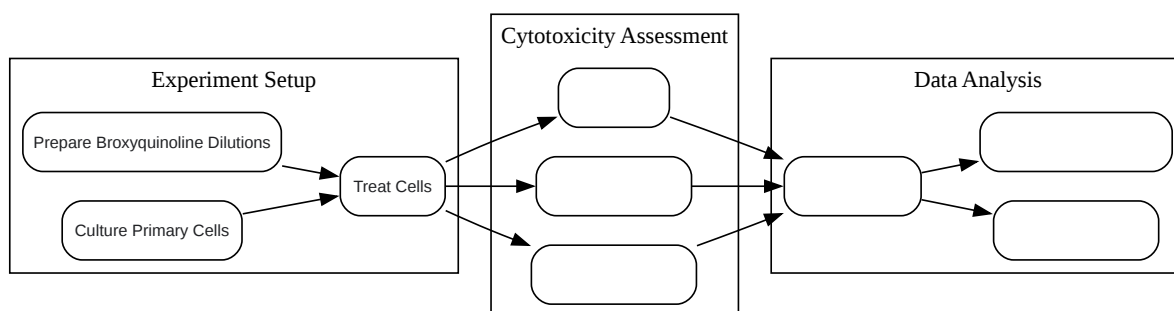 Experiment Setup
Prepare Broxyquinoline Dilutions
Culture Primary Cells
Treat Cells
Cytotoxicity Assessment
Data Analysis